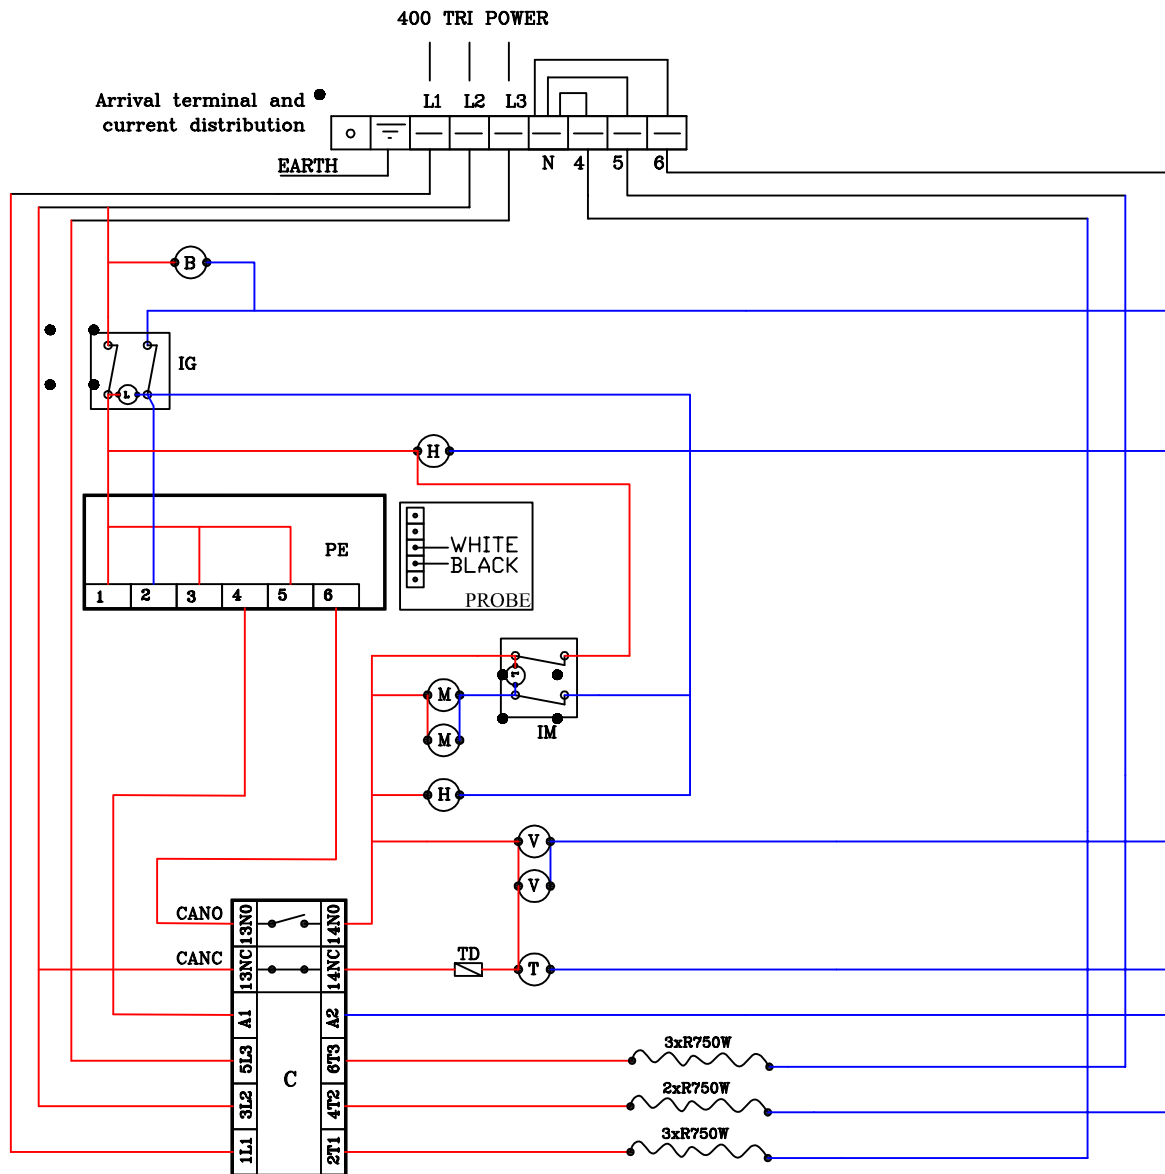 400 TRI POWER
Arrival terminal and
current distribution
L1 L2 L3
EARTH
N 4 5 6
B
IG
L
H
PE
1 2 3 4 5 6
WHITE
BLACK
PROBE
L
M
M
IM
H
V
V
CANO 13NO 14NO
CANC 13NC 14NC
TD
T
A1 A2
5L3 6T3
3xR750W
C
3L2 4T2
2xR750W
1L1 2T1
3xR750W